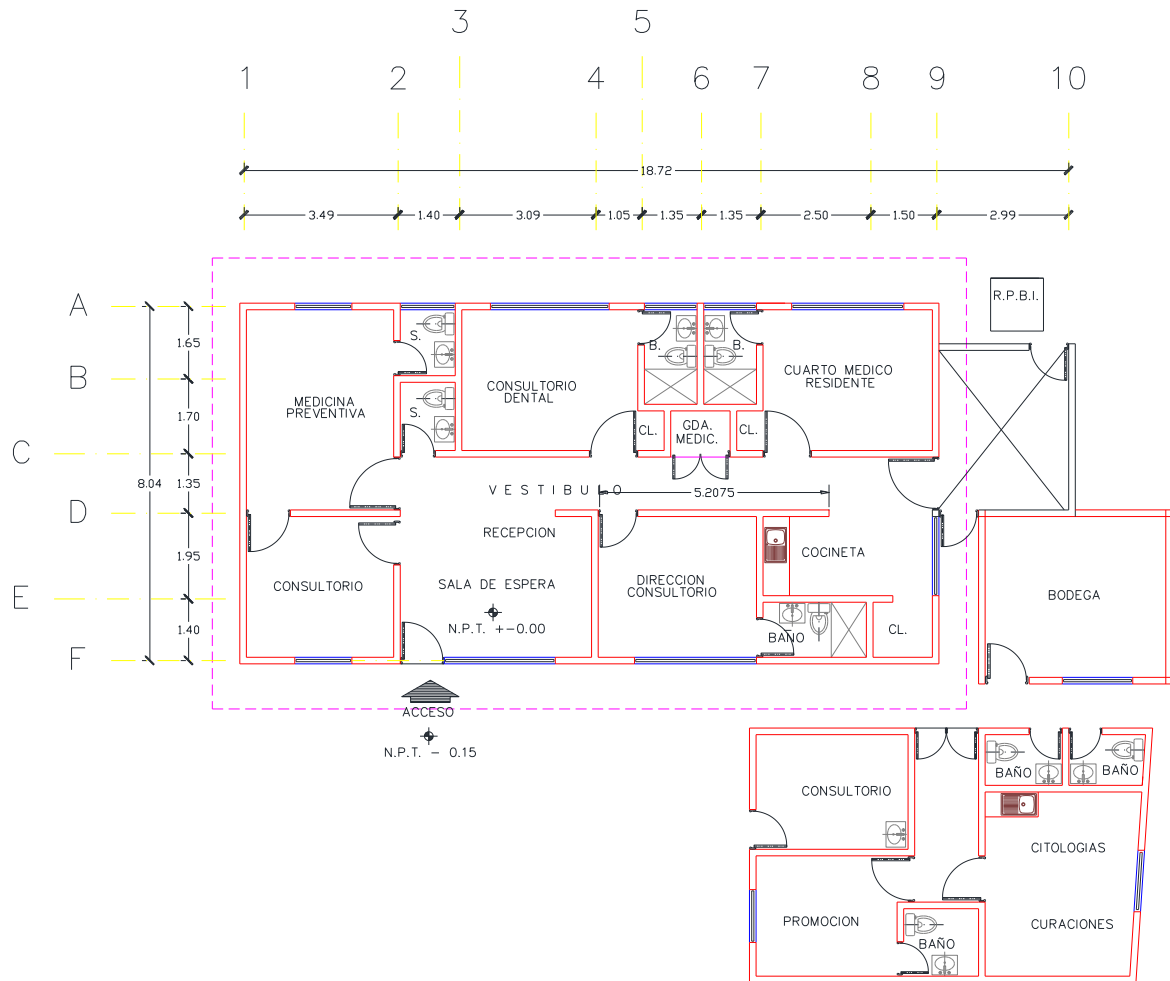 3
5
1
2
4
6
7
8
9
10
18.72
3.49
1.40
3.09
1.05
1.35
1.35
2.50
1.50
2.99
A
B
C
D
E
F
8.04
1.65
1.70
1.35
1.95
1.40
R.P.B.I.
S.
B.
B.
CONSULTORIO
DENTAL
CUARTO MEDICO
RESIDENTE
MEDICINA
PREVENTIVA
S.
CL.
GDA.
MEDIC.
CL.
VESTIBULO
5.2075
RECEPCION
COCINETA
CONSULTORIO
SALA DE ESPERA
DIRECCION
CONSULTORIO
BODEGA
N.P.T. +-0.00
BAÑO
CL.
ACCESO
N.P.T. - 0.15
BAÑO
BAÑO
CONSULTORIO
CITOLOGIAS
PROMOCION
CURACIONES
BAÑO